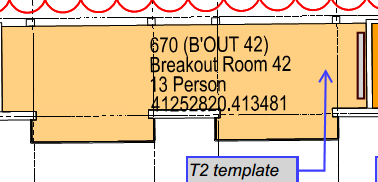 670 (B'OUT 42)
Breakout Room 42
13 Person
41252820.413481
T2 template